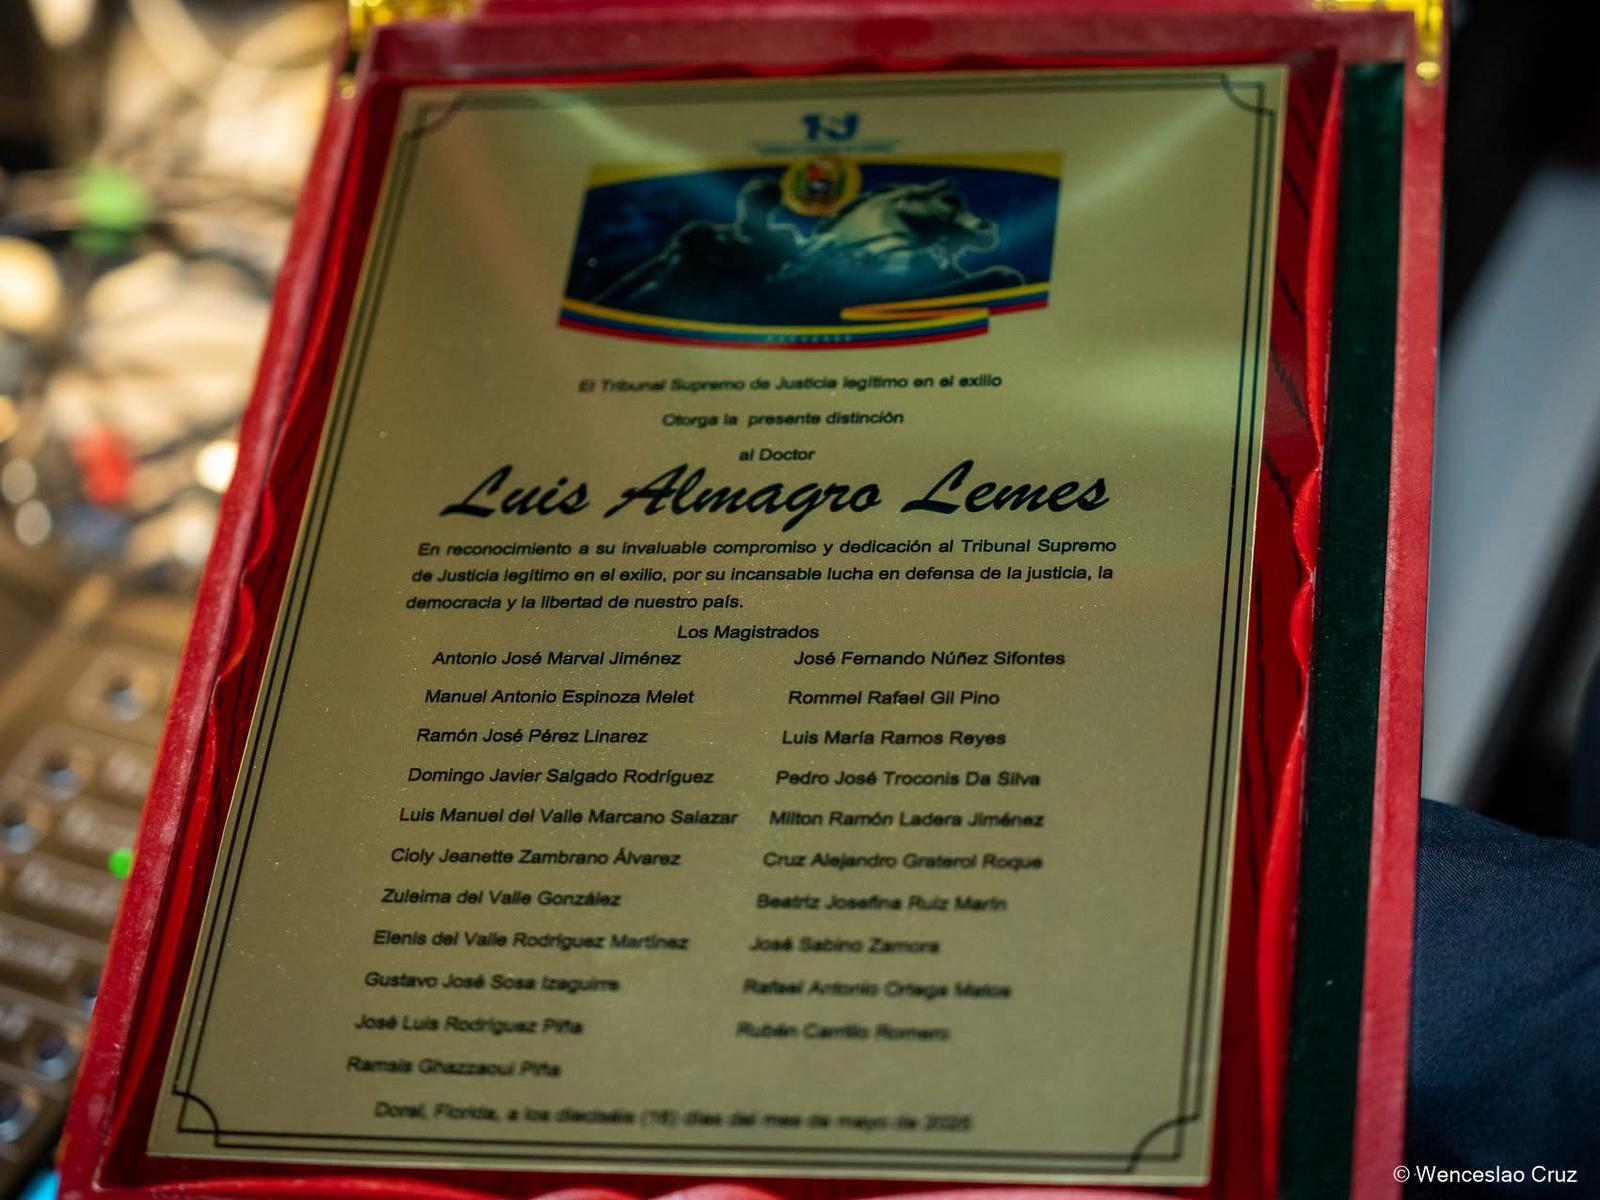 El Tribunal Supremo de Justicia legítimo en el exilio
Otorga la presente distinción
al Doctor
Luis Almagro Lemes
En reconocimiento a su invaluable compromiso y dedicación al Tribunal Supremo
de Justicia legítimo en el exilio, por su incansable lucha en defensa de la justicia, la
democracia y la libertad de nuestro país.
Los Magistrados
Antonio José Marval Jiménez
José Fernando Núñez Sifontes
Manuel Antonio Espinoza Melet
Rommel Rafael Gil Pino
Ramón José Pérez Linarez
Luis María Ramos Reyes
Domingo Javier Salgado Rodríguez
Pedro José Troconis Da Silva
Luis Manuel del Valle Marcano Salazar
Milton Ramón Ladera Jiménez
Cioly Jeanette Zambrano Álvarez
Cruz Alejandro Graterol Roque
Zuleima del Valle González
Beatriz Josefina Ruiz Marín
Elenis del Valle Rodríguez Martínez
José Sabino Zamora
Gustavo José Sosa Izaguirre
Rafael Antonio Ortega Matos
José Luis Rodríguez Piña
Rubén Carrillo Romero
Ramsis Ghazzaoui Piña
Doral, Florida, a los dieciséis (16) días del mes de mayo de 2025
© Wenceslao Cruz